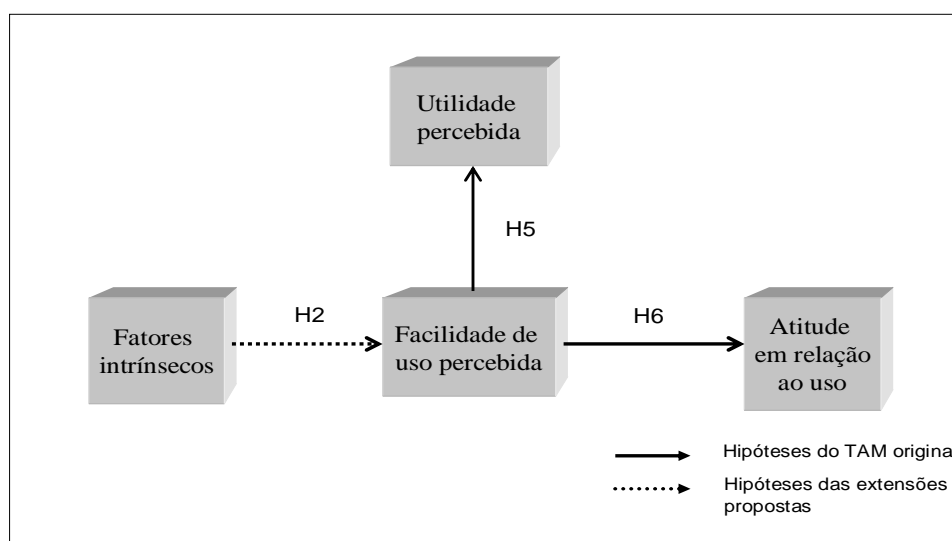 Utilidade
percebida
H5
H2
H6
Fatores
intrínsecos
Facilidade de
uso percebida
Atitude
em relação
ao uso
Hipóteses do TAM origina
Hipóteses das extensões
propostas